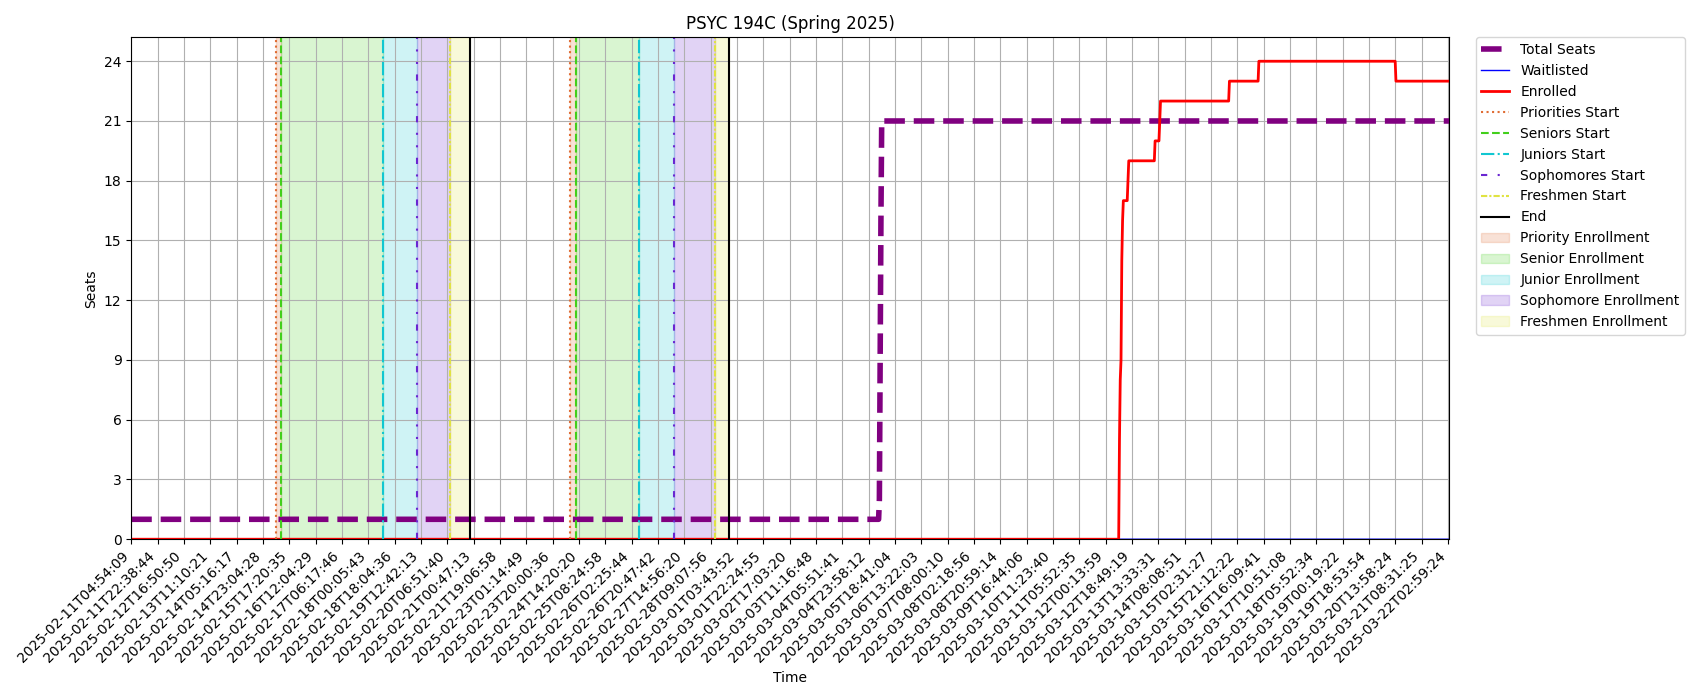 PSYC 194C (Spring 2025)
Seats
24
21
18
15
12
9
6
3
0
2025-02-11T04:54:09
2025-02-11T22:38:44
2025-02-12T16:50:50
2025-02-13T11:10:21
2025-02-14T05:16:17
2025-02-14T23:04:28
2025-02-15T17:20:35
2025-02-16T12:04:29
2025-02-17T06:17:46
2025-02-18T00:05:43
2025-02-18T18:04:36
2025-02-19T12:42:13
2025-02-20T06:51:40
2025-02-21T00:47:13
2025-02-21T19:06:58
2025-02-22T13:14:49
2025-02-23T20:00:36
2025-02-24T14:20:20
2025-02-25T08:24:58
2025-02-26T02:25:44
2025-02-26T20:47:42
2025-02-27T14:56:20
2025-02-28T09:07:56
2025-03-01T03:43:52
2025-03-01T22:24:55
2025-03-02T17:03:20
2025-03-03T11:16:48
2025-03-04T05:51:41
2025-03-04T23:58:12
2025-03-05T18:41:04
2025-03-06T13:22:03
2025-03-07T08:00:10
2025-03-08T02:18:56
2025-03-08T20:59:14
2025-03-09T16:44:06
2025-03-10T11:23:40
2025-03-11T05:52:35
2025-03-12T00:13:59
2025-03-12T18:49:19
2025-03-13T13:33:31
2025-03-14T08:08:51
2025-03-15T02:31:27
2025-03-15T21:12:22
2025-03-16T16:09:41
2025-03-17T10:51:08
2025-03-18T05:52:34
2025-03-19T00:19:22
2025-03-19T18:53:54
2025-03-20T13:58:24
2025-03-21T08:31:25
2025-03-22T02:59:24
Time
Total Seats
Waitlisted
Enrolled
Priorities Start
Seniors Start
Juniors Start
Sophomores Start
Freshmen Start
End
Priority Enrollment
Senior Enrollment
Junior Enrollment
Sophomore Enrollment
Freshmen Enrollment